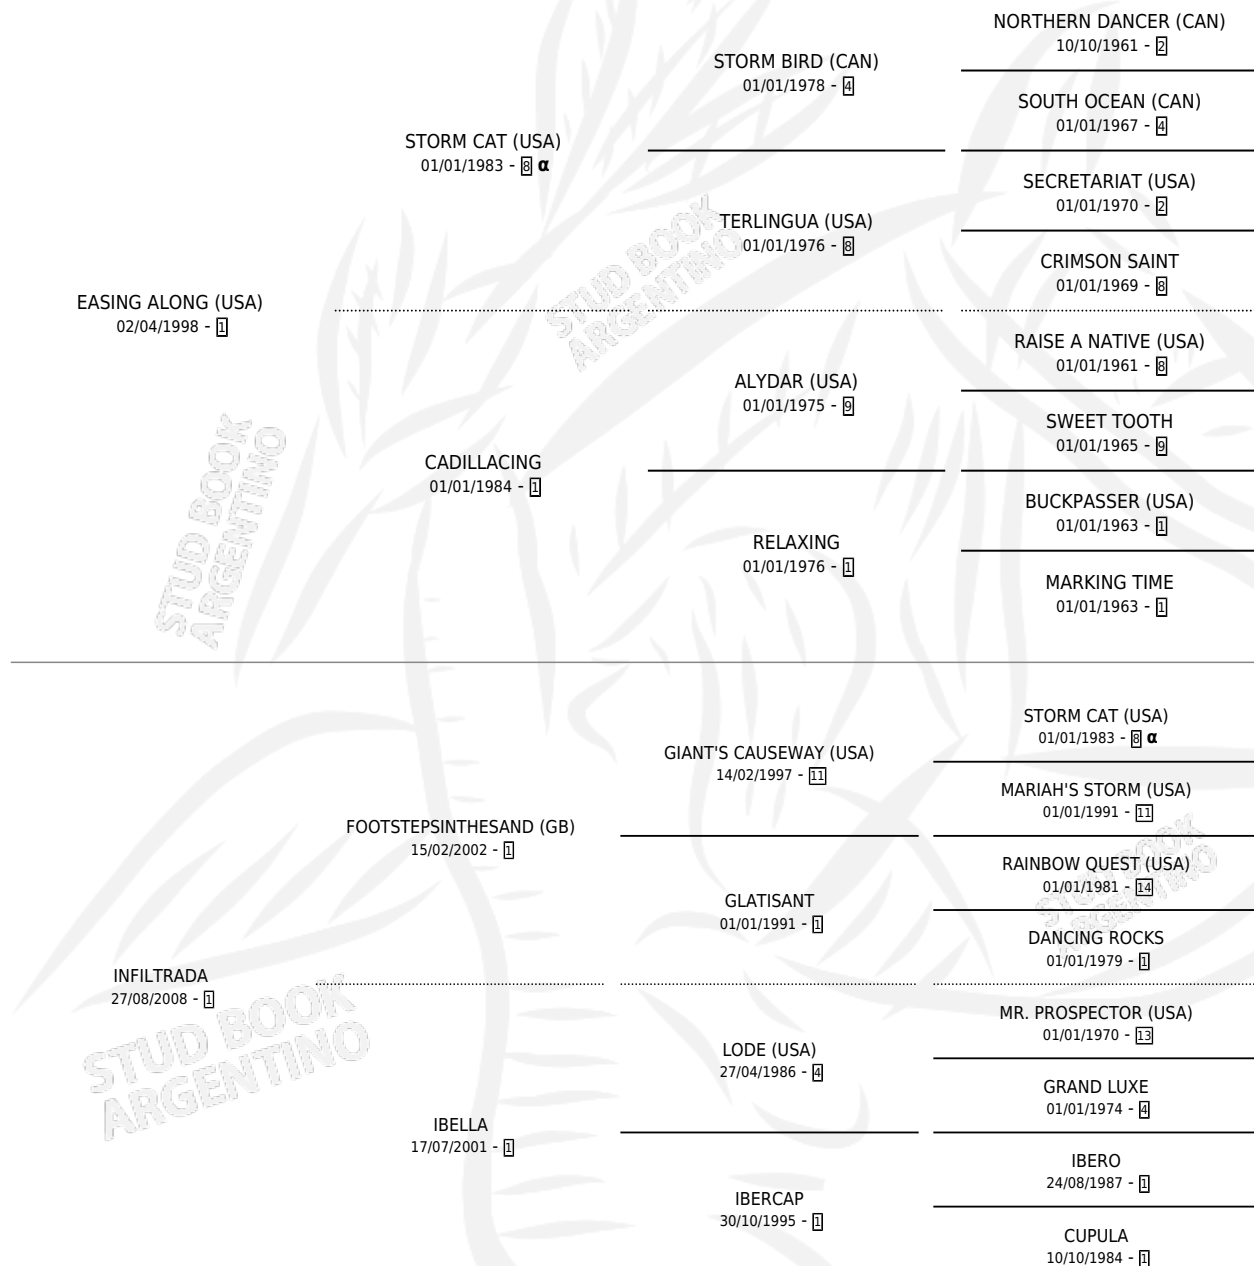 NORTHERN DANCER (CAN)
10/10/1961 - 2
STORM BIRD (CAN)
01/01/1978 - 4
SOUTH OCEAN (CAN)
01/01/1967 - 4
STORM CAT (USA)
01/01/1983 - 8 α
SECRETARIAT (USA)
01/01/1970 - 2
TERLINGUA (USA)
01/01/1976 - 8
CRIMSON SAINT
01/01/1969 - 8
EASING ALONG (USA)
02/04/1998 - 1
RAISE A NATIVE (USA)
01/01/1961 - 8
ALYDAR (USA)
01/01/1975 - 9
SWEET TOOTH
01/01/1965 - 9
CADILLACING
01/01/1984 - 1
BUCKPASSER (USA)
01/01/1963 - 1
RELAXING
01/01/1976 - 1
MARKING TIME
01/01/1963 - 1
STORM CAT (USA)
01/01/1983 - 8 α
GIANT'S CAUSEWAY (USA)
14/02/1997 - 11
MARIAH'S STORM (USA)
01/01/1991 - 11
FOOTSTEPSINTHESAND (GB)
15/02/2002 - 1
RAINBOW QUEST (USA)
01/01/1981 - 14
GLATISANT
01/01/1991 - 1
DANCING ROCKS
01/01/1979 - 1
INFILTRADA
27/08/2008 - 1
MR. PROSPECTOR (USA)
01/01/1970 - 13
LODE (USA)
27/04/1986 - 4
GRAND LUXE
01/01/1974 - 4
IBELLA
17/07/2001 - 1
IBERO
24/08/1987 - 1
IBERCAP
30/10/1995 - 1
CUPULA
10/10/1984 - 1
STUD BOOK
ARGENTINO
STUD BOOK
ARGENTINO
STUD BOOK
ARGENTINO
STUD BOOK
ARGENTINO